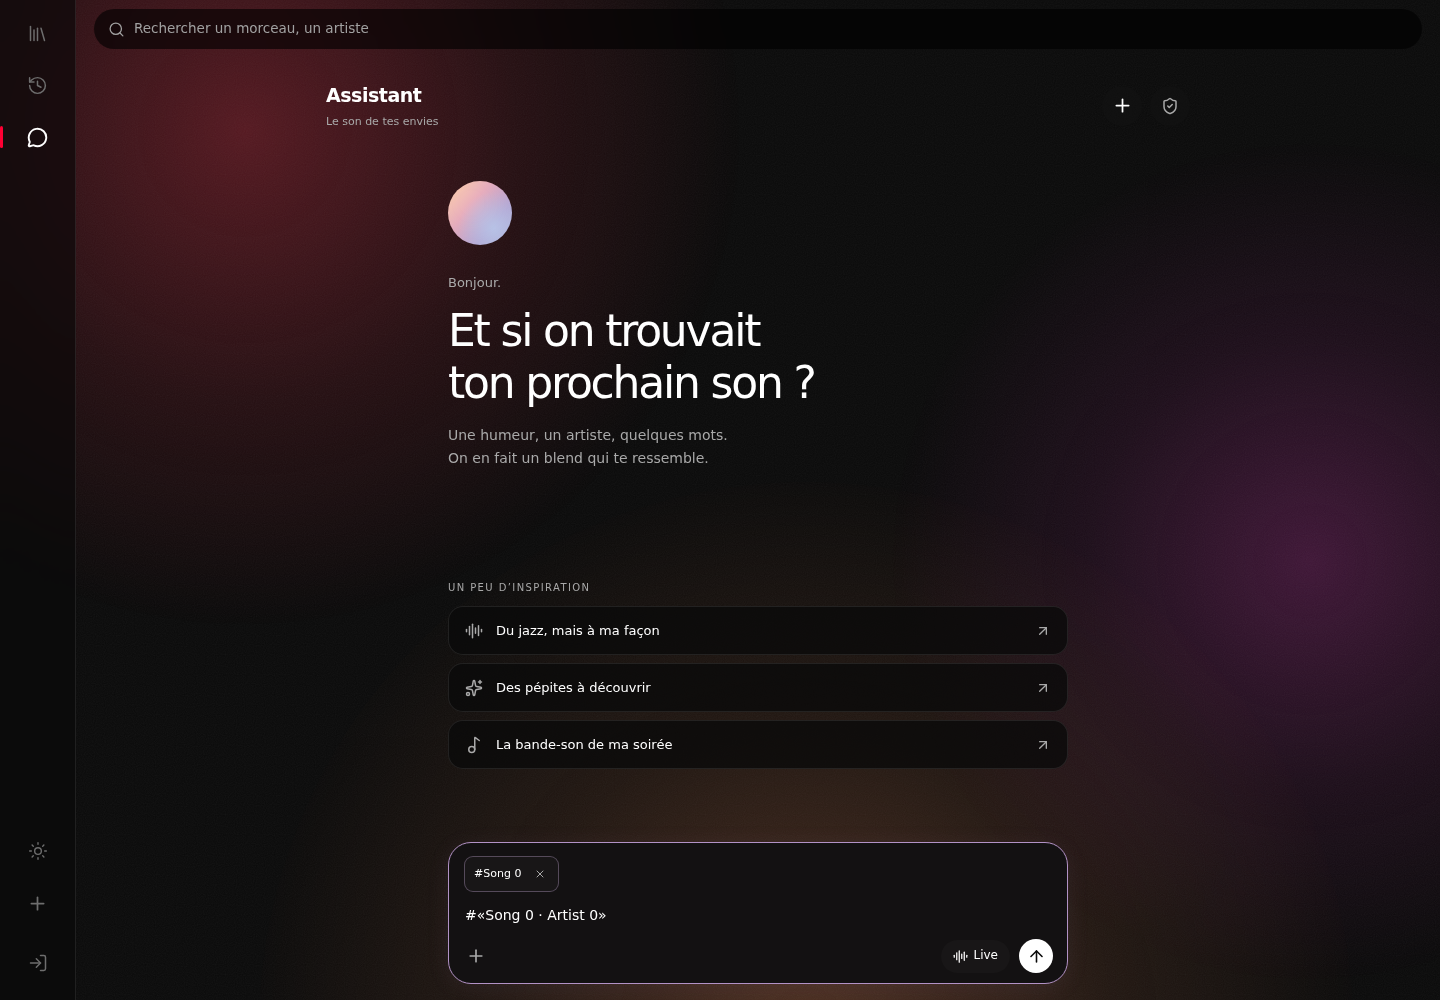 Rechercher un morceau, un artiste
Assistant
Le son de tes envies
Bonjour.
Et si on trouvait
ton prochain son ?
Une humeur, un artiste, quelques mots.
On en fait un blend qui te ressemble.
UN PEU D’INSPIRATION
Du jazz, mais à ma façon
Des pépites à découvrir
La bande-son de ma soirée
#Song 0
#«Song 0 · Artist 0»
Live